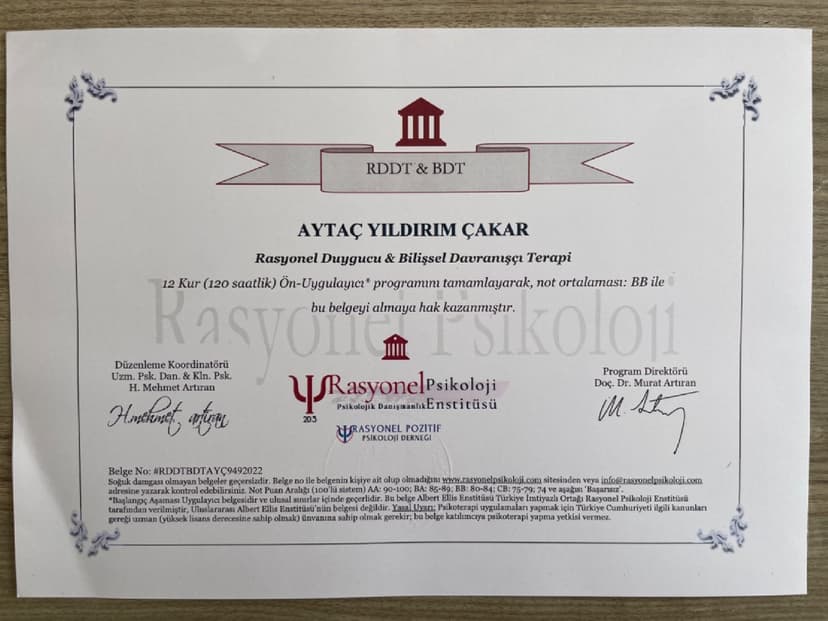 RDDT & BDT
AYTAÇ YILDIRIM ÇAKAR
Rasyonel Duygucu & Bilişsel Davranışçı Terapi
12 Kur (120 saatlik) Ön-Uygulayıcı* programını tamamlayarak, not ortalaması: BB ile
bu belgeyi almaya hak kazanmıştır.
Rasyonel Psikoloji
Düzenleme Koordinatörü
Uzm. Psk. Dan. & Kln. Psk.
H. Mehmet Artıran
H.mehmet artıran
Rasyonel Psikoloji
Psikolojik Danışmanlık Enstitüsü
RASYONEL POZİTİF
PSİKOLOJİ DERNEĞİ
Program Direktörü
Doç. Dr. Murat Artıran
Belge No: #RDDTBDTAYÇ9492022
Soğuk damgası olmayan belgeler geçersizdir. Belge no ile belgenin kişiye ait olup olmadığını www.rasyonelpsikoloji.com sitesinden veya info@rasyonelpsikoloji.com
adresine yazarak kontrol edebilirsiniz. Not Puan Aralığı (100'lü sistem) AA: 90-100; BA: 85-89; BB: 80-84; CB: 75-79; 74 ve aşağısı 'Başarısız'.
*Başlangıç Aşaması Uygulayıcı belgesidir ve ulusal sınırlar içinde geçerlidir. Bu belge Albert Ellis Enstitüsü Türkiye İmtiyazlı Ortağı Rasyonel Psikoloji Enstitüsü
tarafından verilmiştir, Uluslararası Albert Ellis Enstitüsü'nün belgesi değildir. Yasal Uyarı: Psikoterapi uygulamaları yapmak için Türkiye Cumhuriyeti ilgili kanunları
gereği uzman (yüksek lisans derecesine sahip olmak) ünvanına sahip olmak gerekir; bu belge katılımcıya psikoterapi yapma yetkisi vermez.